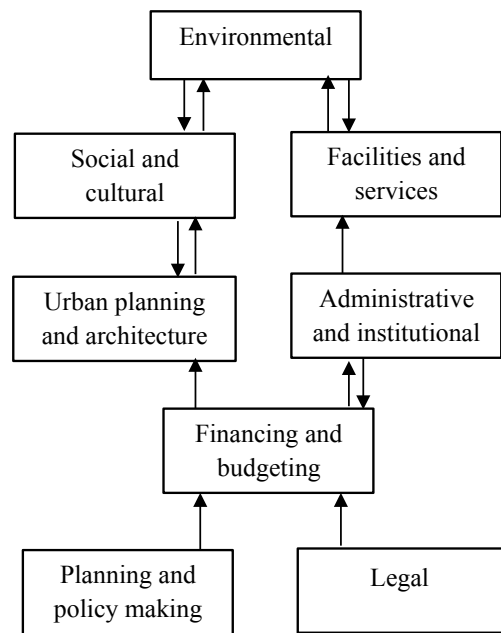 Environmental
Social and
cultural
Facilities and
services
Urban planning
and architecture
Administrative
and institutional
Financing and
budgeting
Planning and
policy making
Legal